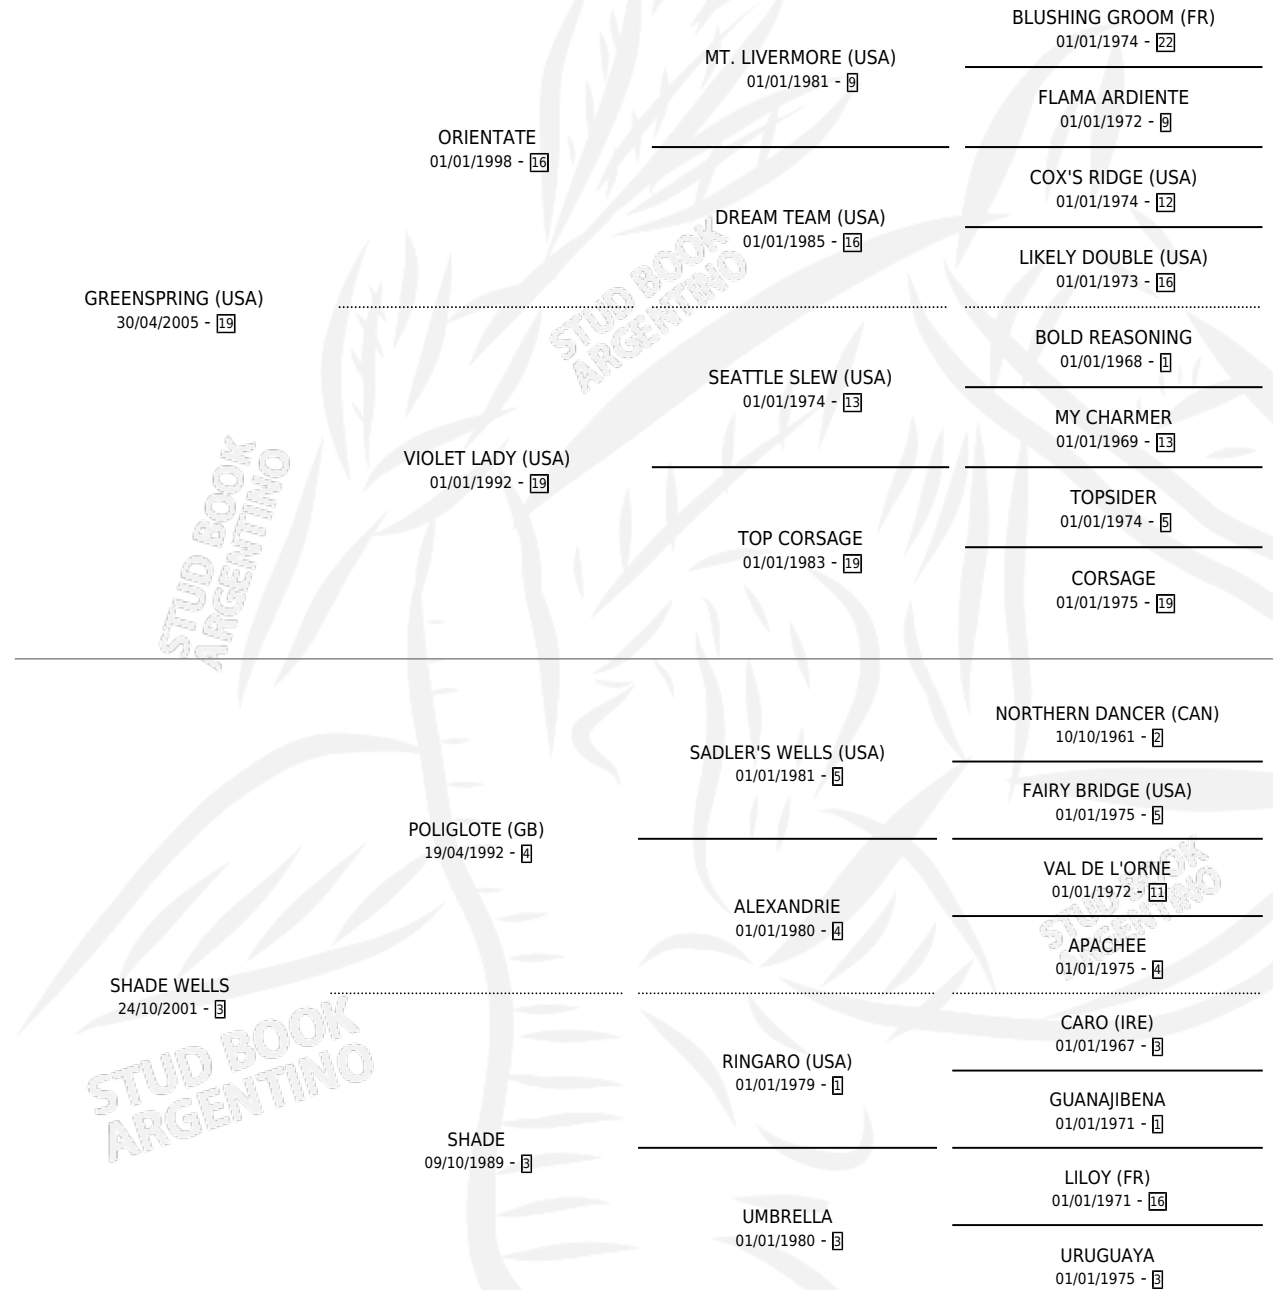 BLUSHING GROOM (FR)
01/01/1974 - 22
MT. LIVERMORE (USA)
01/01/1981 - 9
FLAMA ARDIENTE
01/01/1972 - 9
ORIENTATE
01/01/1998 - 16
COX'S RIDGE (USA)
01/01/1974 - 12
DREAM TEAM (USA)
01/01/1985 - 16
LIKELY DOUBLE (USA)
01/01/1973 - 16
GREENSPRING (USA)
30/04/2005 - 19
BOLD REASONING
01/01/1968 - 1
SEATTLE SLEW (USA)
01/01/1974 - 13
MY CHARMER
01/01/1969 - 13
VIOLET LADY (USA)
01/01/1992 - 19
TOPSIDER
01/01/1974 - 5
TOP CORSAGE
01/01/1983 - 19
CORSAGE
01/01/1975 - 19
NORTHERN DANCER (CAN)
10/10/1961 - 2
SADLER'S WELLS (USA)
01/01/1981 - 5
FAIRY BRIDGE (USA)
01/01/1975 - 5
POLIGLOTE (GB)
19/04/1992 - 4
VAL DE L'ORNE
01/01/1972 - 11
ALEXANDRIE
01/01/1980 - 4
APACHEE
01/01/1975 - 4
SHADE WELLS
24/10/2001 - 3
CARO (IRE)
01/01/1967 - 3
RINGARO (USA)
01/01/1979 - 1
GUANAJIBENA
01/01/1971 - 1
SHADE
09/10/1989 - 3
LILOY (FR)
01/01/1971 - 16
UMBRELLA
01/01/1980 - 3
URUGUAYA
01/01/1975 - 3
STUD BOOK
ARGENTINO
STUD BOOK
ARGENTINO
STUD BOOK
ARGENTINO
STUD BOOK
ARGENTINO